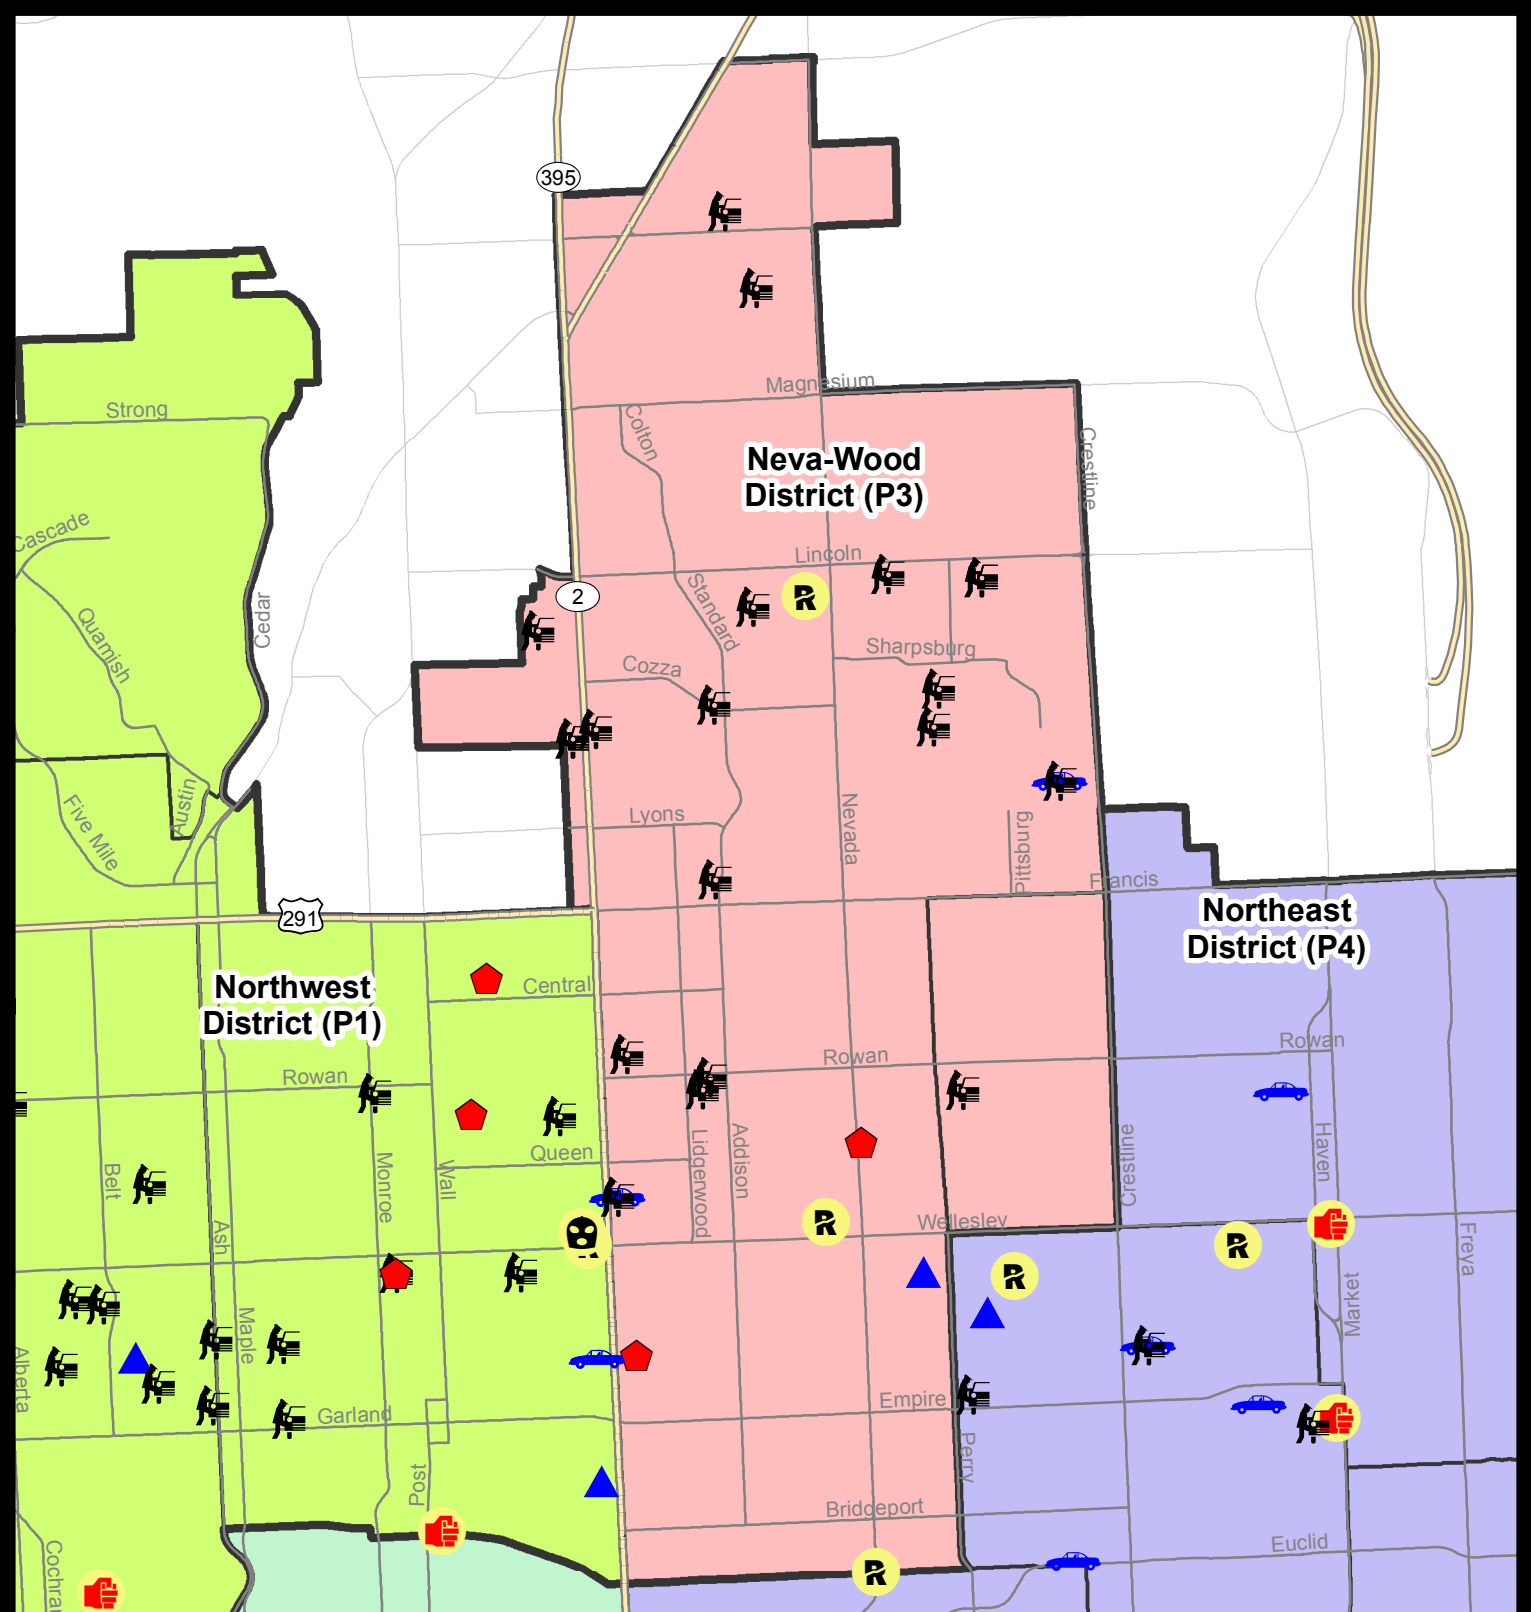 395
Magnesium
Strong
Colton
Crestline
Neva-Wood
District (P3)
Cascade
Lincoln
2
Standard
Quamish
Cedar
Sharpsburg
Cozza
Five Mile
Austin
Lyons
Nevada
Pittsburg
Francis
291
Northeast
District (P4)
Northwest
District (P1)
Central
Rowan
Rowan
Rowan
Queen
Belt
Monroe
Wall
Lidgerwood
Addison
Crestline
Haven
Ash
Wellesley
Freya
Maple
Market
Alberta
Garland
Empire
Post
Perry
Bridgeport
Euclid
R
R
R
R
R